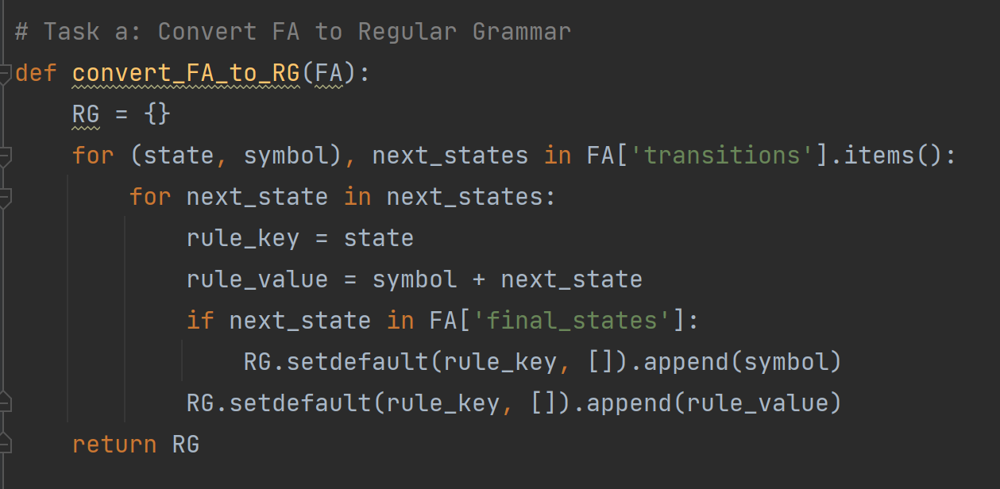 # Task a: Convert FA to Regular Grammar
def convert_FA_to_RG(FA):
    RG = {}
    for (state, symbol), next_states in FA['transitions'].items():
        for next_state in next_states:
            rule_key = state
            rule_value = symbol + next_state
            if next_state in FA['final_states']:
                RG.setdefault(rule_key, []).append(symbol)
            RG.setdefault(rule_key, []).append(rule_value)
    return RG